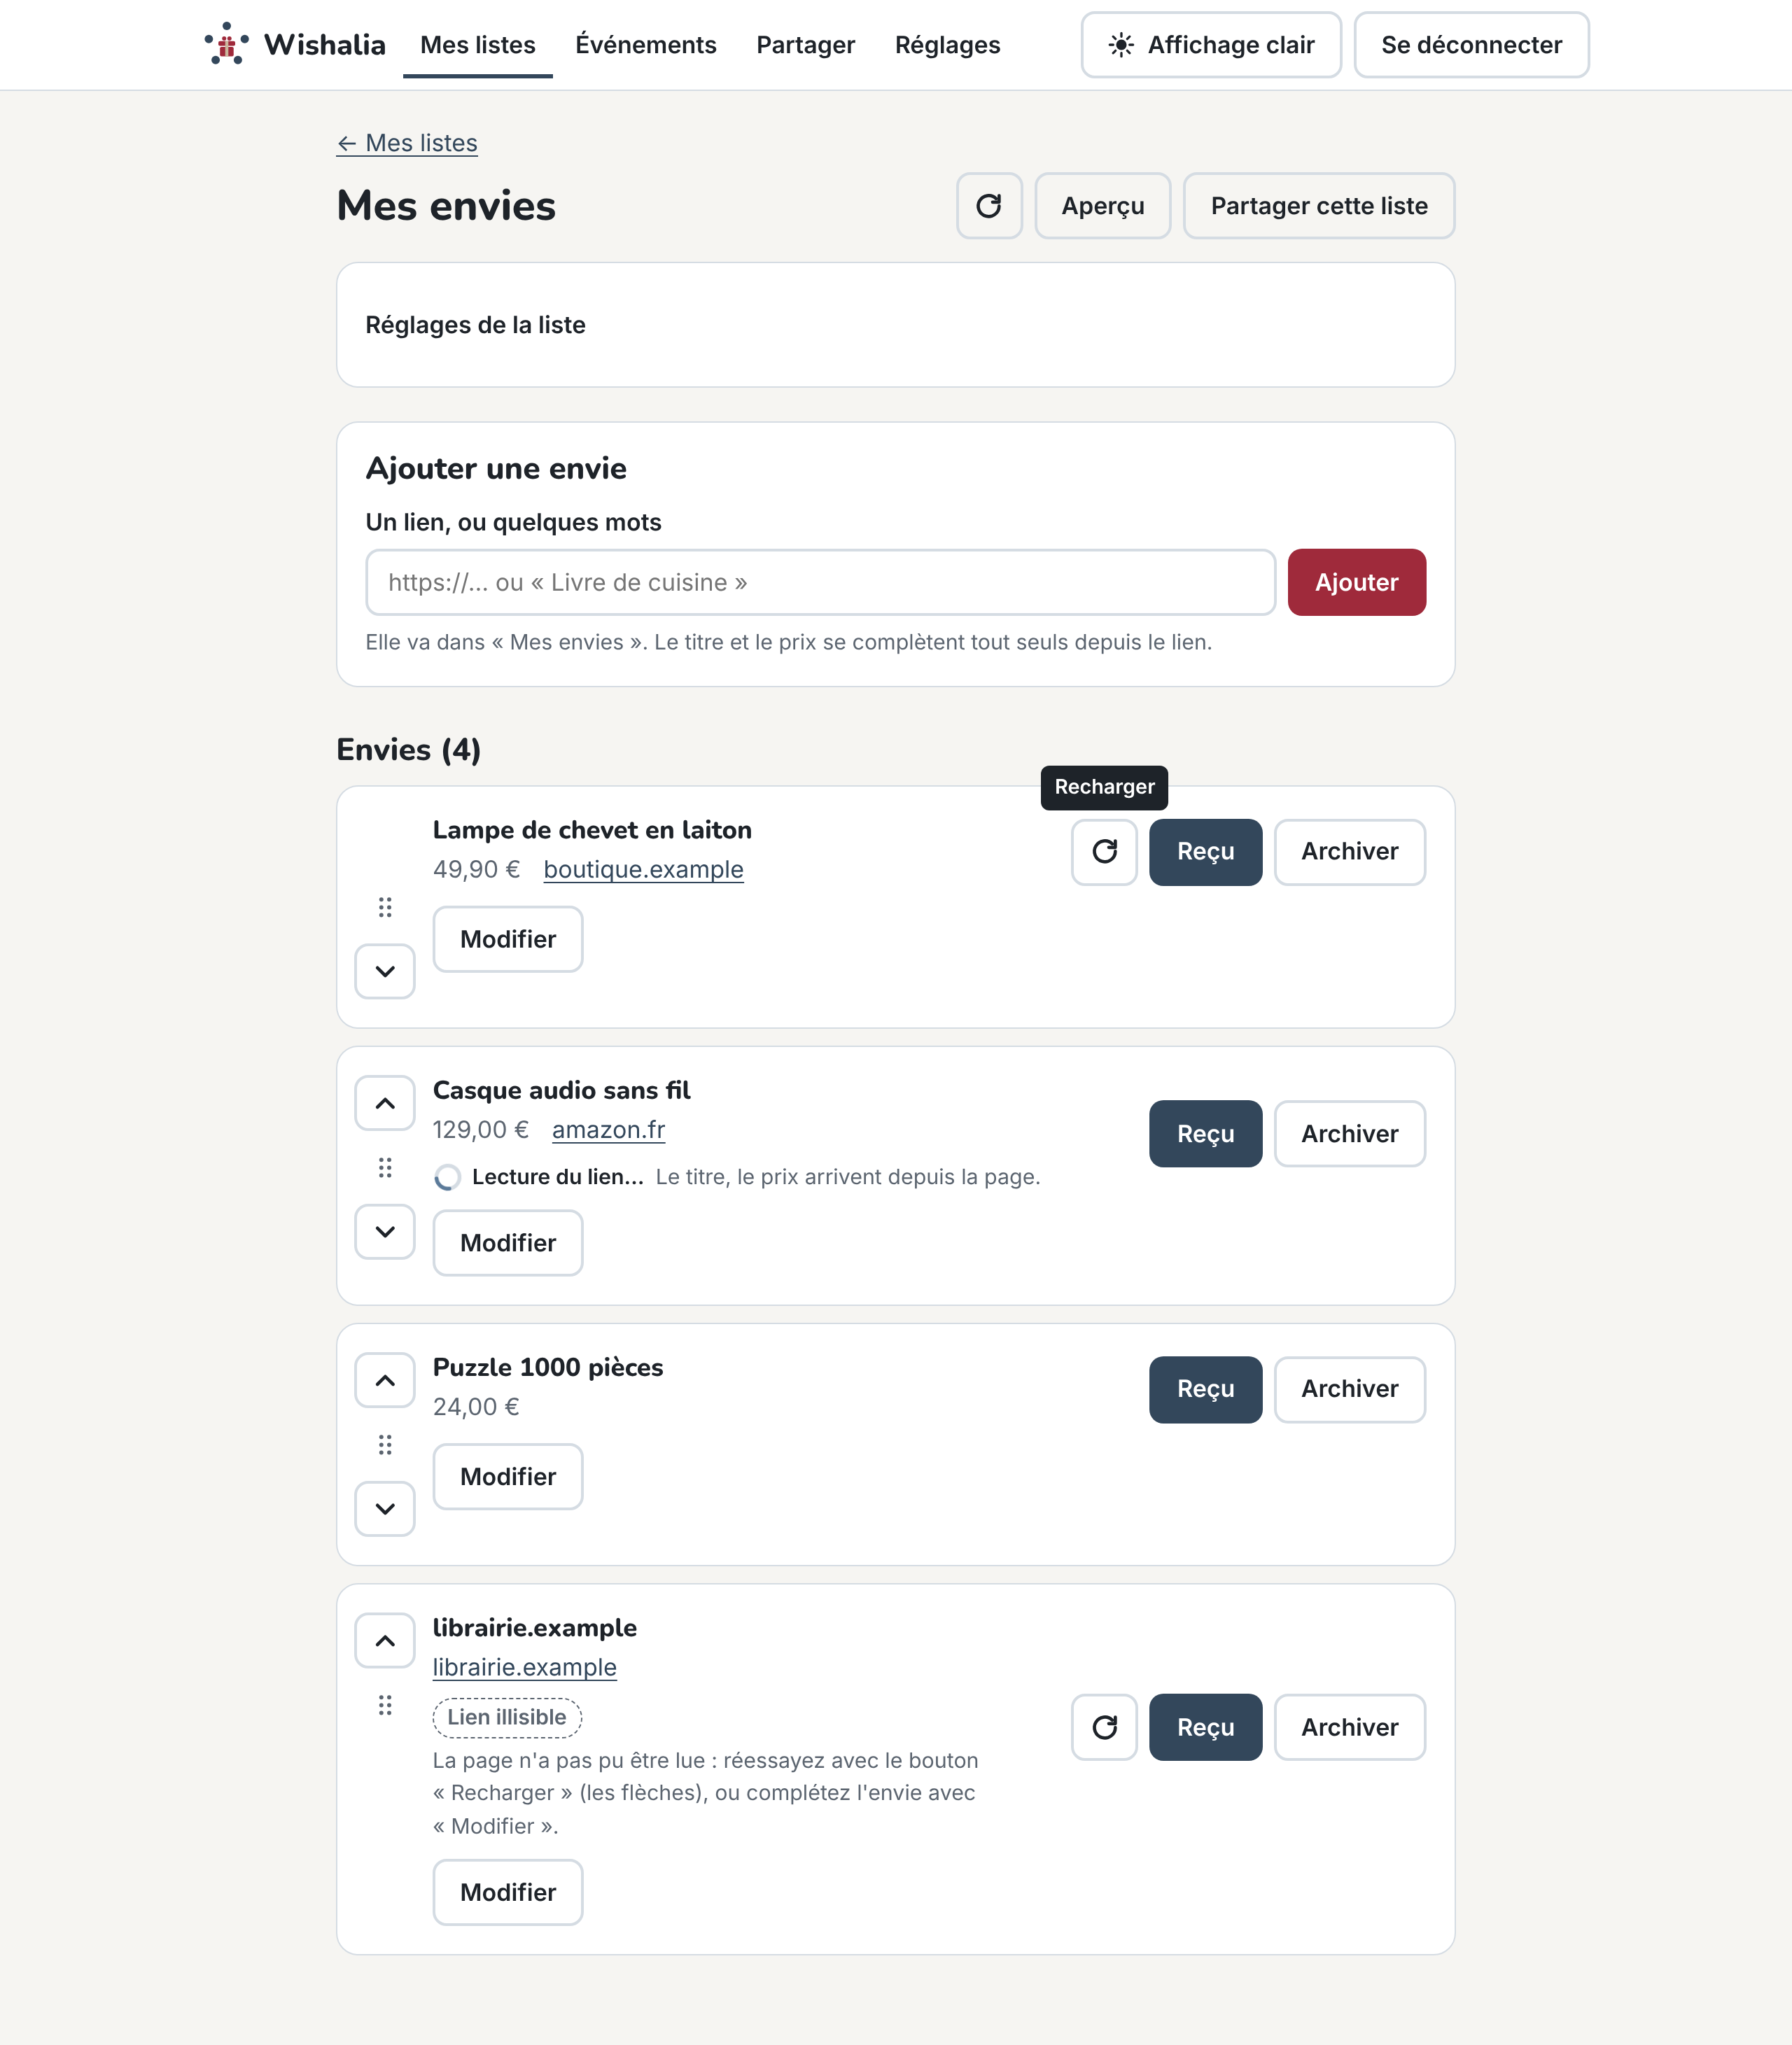 Wishalia
Mes listes
Événements
Partager
Réglages
Affichage clair
Se déconnecter
← Mes listes
Mes envies
Aperçu
Partager cette liste
Réglages de la liste
Ajouter une envie
Un lien, ou quelques mots
https://... ou « Livre de cuisine »
Ajouter
Elle va dans « Mes envies ». Le titre et le prix se complètent tout seuls depuis le lien.
Envies (4)
Recharger
Lampe de chevet en laiton
49,90 € boutique.example
Reçu
Archiver
Modifier
Casque audio sans fil
129,00 € amazon.fr
Lecture du lien... Le titre, le prix arrivent depuis la page.
Reçu
Archiver
Modifier
Puzzle 1000 pièces
24,00 €
Reçu
Archiver
Modifier
librairie.example
librairie.example
Lien illisible
La page n'a pas pu être lue : réessayez avec le bouton
« Recharger » (les flèches), ou complétez l'envie avec
« Modifier ».
Reçu
Archiver
Modifier